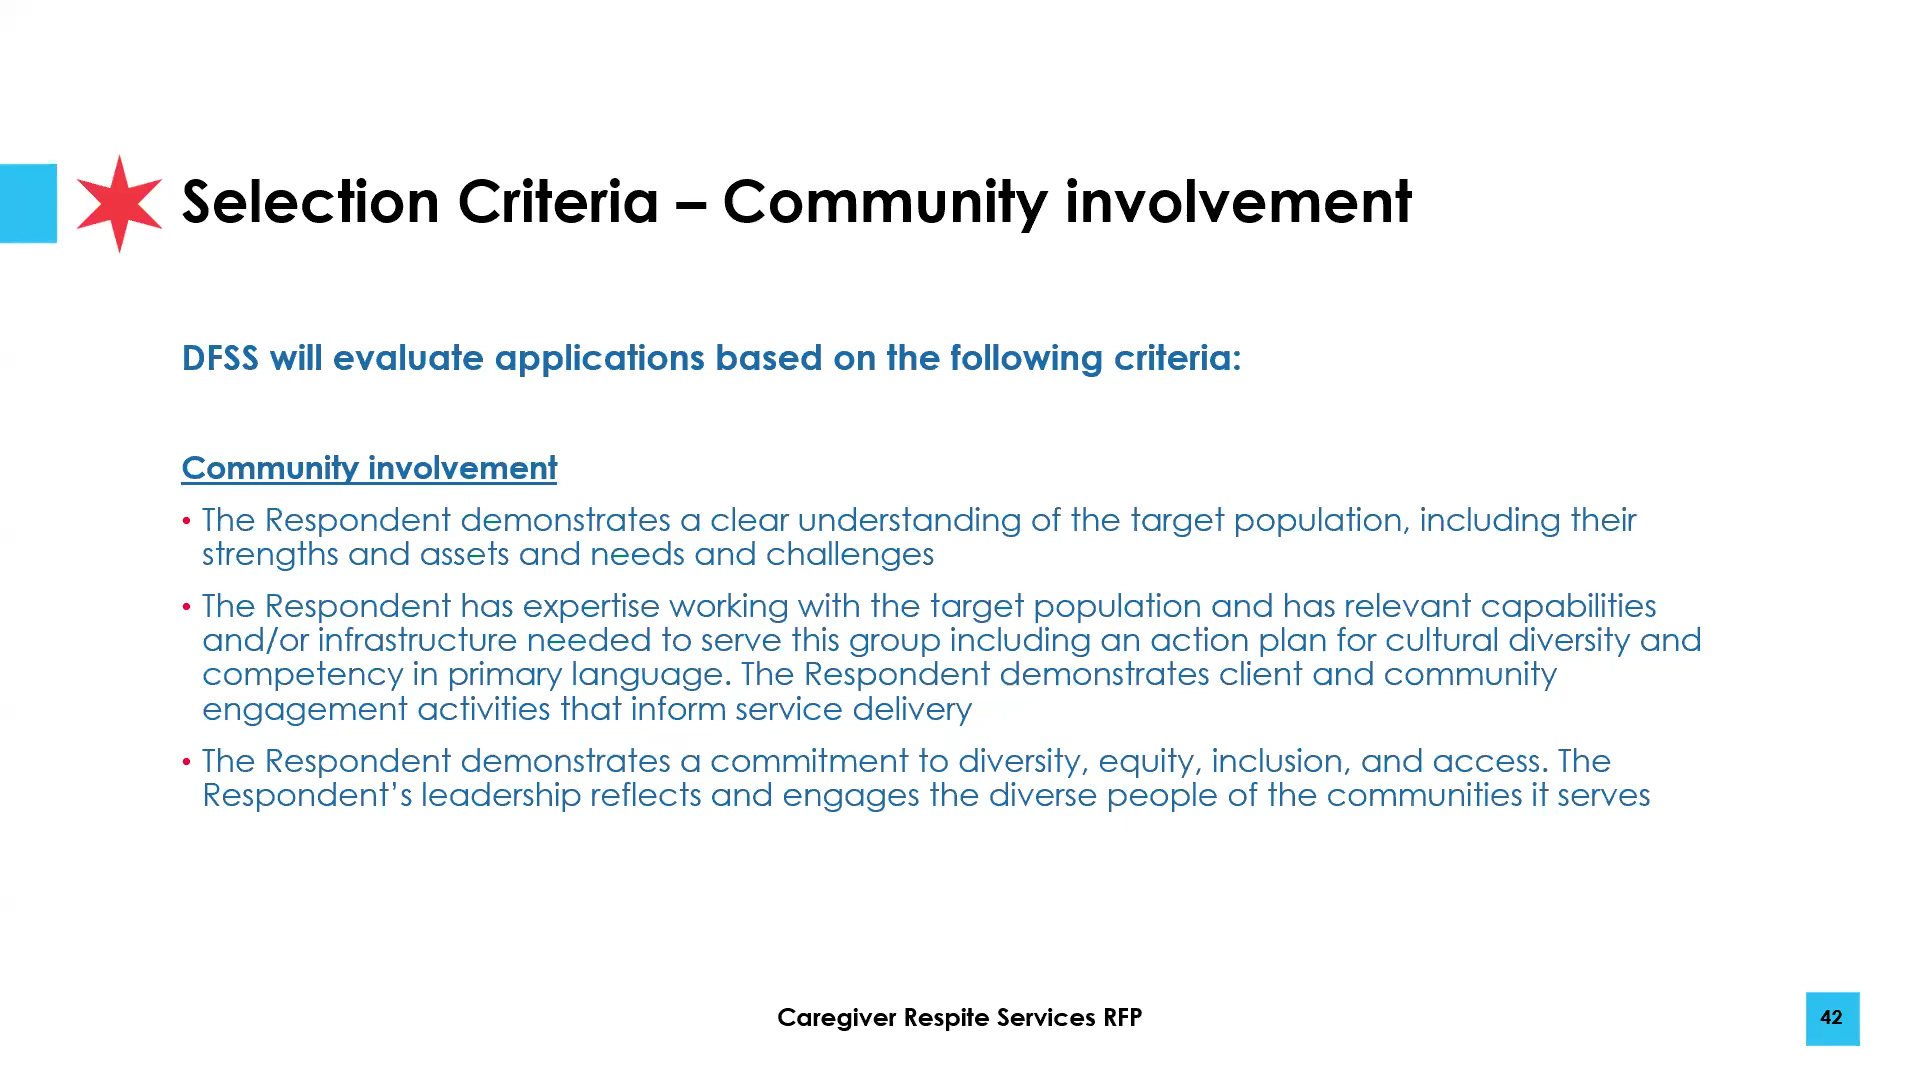 Selection Criteria – Community involvement
DFSS will evaluate applications based on the following criteria:
Community involvement
• The Respondent demonstrates a clear understanding of the target population, including their
strengths and assets and needs and challenges
• The Respondent has expertise working with the target population and has relevant capabilities
and/or infrastructure needed to serve this group including an action plan for cultural diversity and
competency in primary language. The Respondent demonstrates client and community
engagement activities that inform service delivery
• The Respondent demonstrates a commitment to diversity, equity, inclusion, and access. The
Respondent’s leadership reflects and engages the diverse people of the communities it serves
Caregiver Respite Services RFP
42